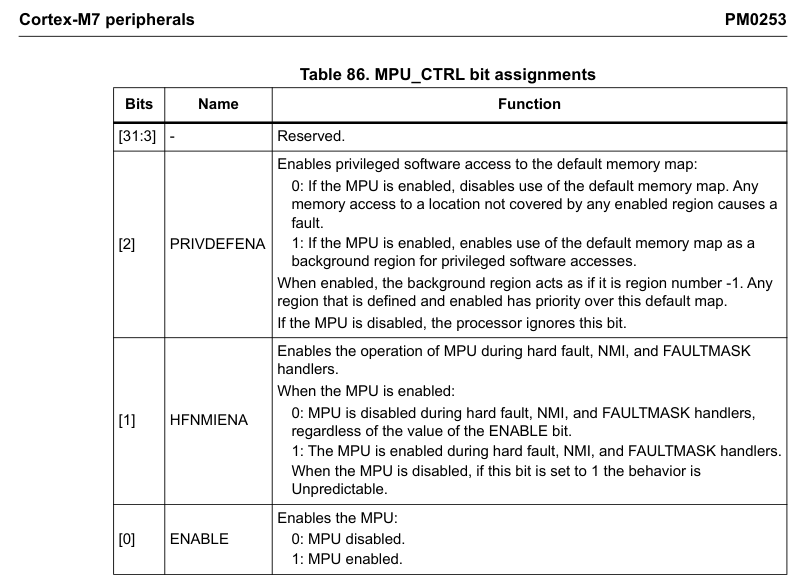 Cortex-M7 peripherals PM0253
Table 86. MPU_CTRL bit assignments
Bits Name Function
[31:3] - Reserved.
[2] PRIVDEFENA Enables privileged software access to the default memory map:
0: If the MPU is enabled, disables use of the default memory map. Any
memory access to a location not covered by any enabled region causes a
fault.
1: If the MPU is enabled, enables use of the default memory map as a
background region for privileged software accesses.
When enabled, the background region acts as if it is region number -1. Any
region that is defined and enabled has priority over this default map.
If the MPU is disabled, the processor ignores this bit.
[1] HFNMIENA Enables the operation of MPU during hard fault, NMI, and FAULTMASK
handlers.
When the MPU is enabled:
0: MPU is disabled during hard fault, NMI, and FAULTMASK handlers,
regardless of the value of the ENABLE bit.
1: The MPU is enabled during hard fault, NMI, and FAULTMASK handlers.
When the MPU is disabled, if this bit is set to 1 the behavior is
Unpredictable.
[0] ENABLE Enables the MPU:
0: MPU disabled.
1: MPU enabled.